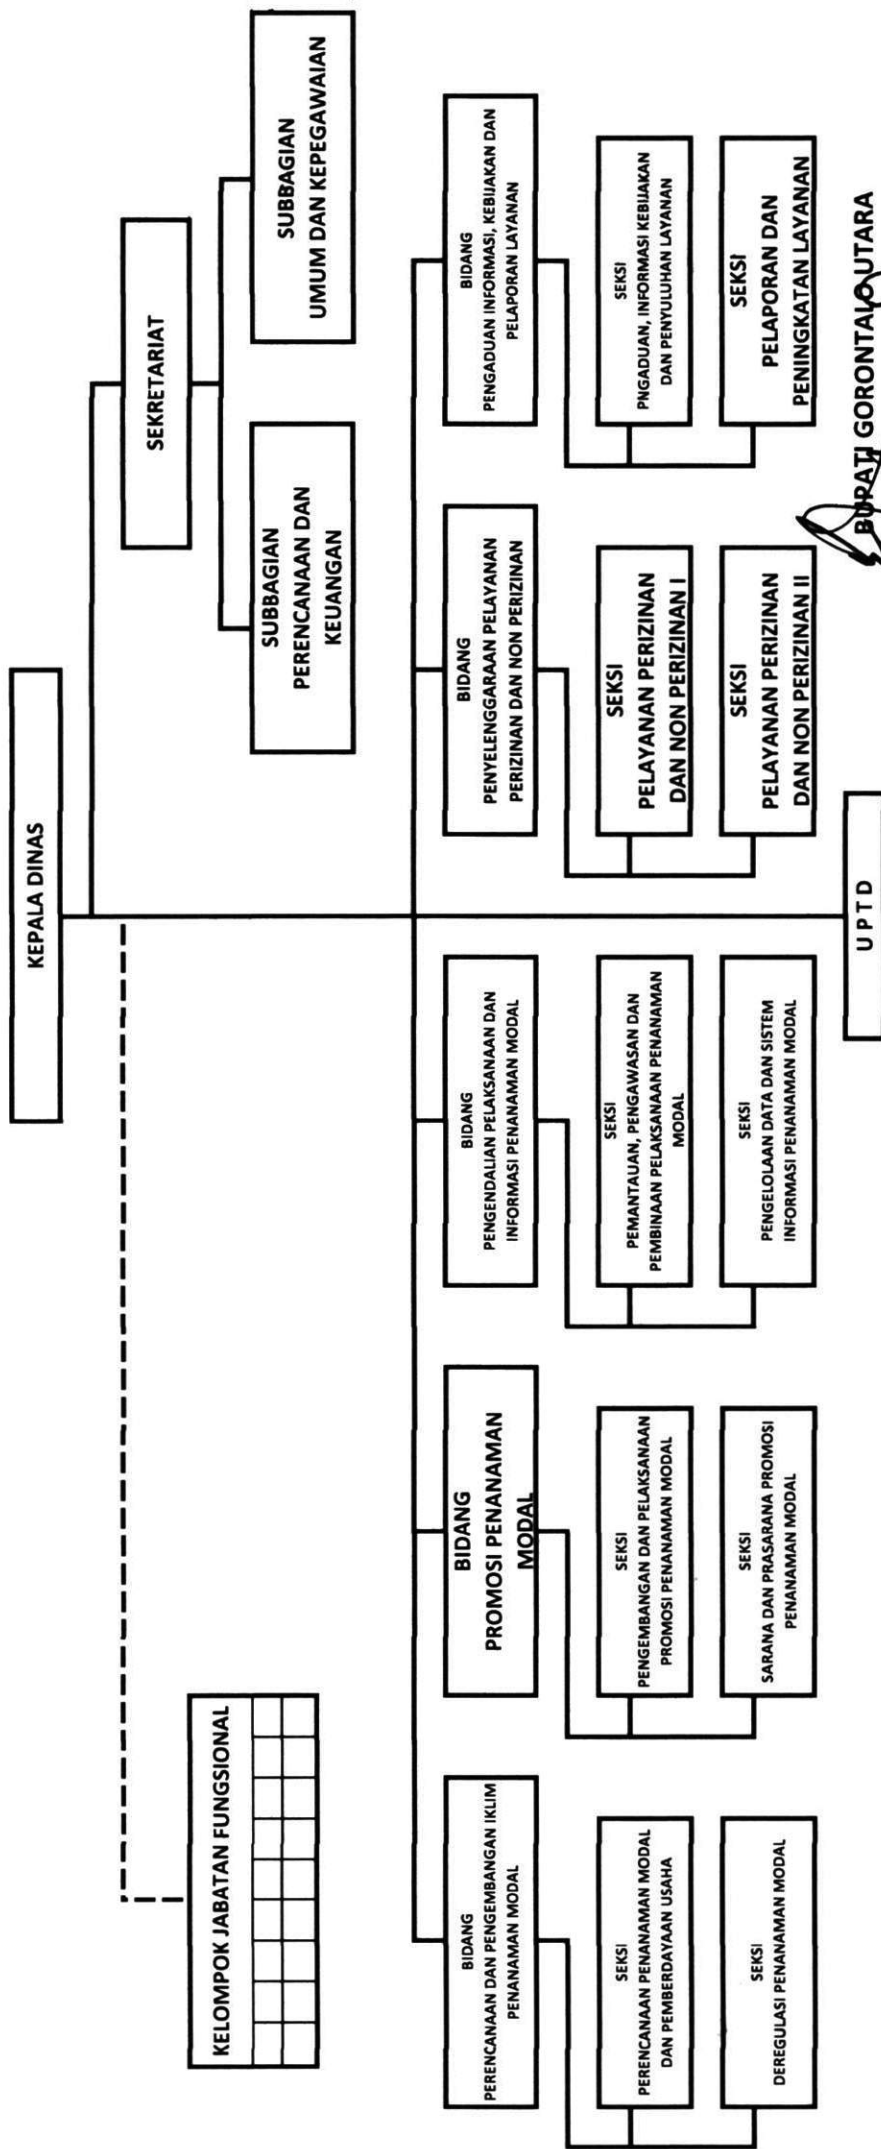 KEPALA DINAS
SEKRETARIAT
KELOMPOK JABATAN FUNGSIONAL
SUBBAGIAN
PERENCANAAN DAN
KEUANGAN
SUBBAGIAN
UMUM DAN KEPEGAWAIAN
BIDANG
PERENCANAAN DAN PENGEMBANGAN IKLIM
PENANAMAN MODAL
BIDANG
PROMOSI PENANAMAN
MODAL
BIDANG
PENGENDALIAN PELAKSANAAN DAN
INFORMASI PENANAMAN MODAL
BIDANG
PENYELENGGARAAN PELAYANAN
PERIZINAN DAN NON PERIZINAN
BIDANG
PENGADUAN INFORMASI, KEBIJAKAN DAN
PELAPORAN LAYANAN
SEKSI
PERENCANAAN PENANAMAN MODAL
DAN PEMBERDAYAAN USAHA
SEKSI
PENGEMBANGAN DAN PELAKSANAAN
PROMOSI PENANAMAN MODAL
SEKSI
PEMANTAUAN, PENGAWASAN DAN
PEMBINAAN PELAKSANAAN PENANAMAN
MODAL
SEKSI
PELAYANAN PERIZINAN
DAN NON PERIZINAN I
SEKSI
PNGADUAN, INFORMASI KEBIJAKAN
DAN PENYULUHAN LAYANAN
SEKSI
DEREGULASI PENANAMAN MODAL
SEKSI
SARANA DAN PRASARANA PROMOSI
PENANAMAN MODAL
SEKSI
PENGELOLAAN DATA DAN SISTEM
INFORMASI PENANAMAN MODAL
SEKSI
PELAYANAN PERIZINAN
DAN NON PERIZINAN II
SEKSI
PELAPORAN DAN
PENINGKATAN LAYANAN
U P T D
BUPATI GORONTALO UTARA